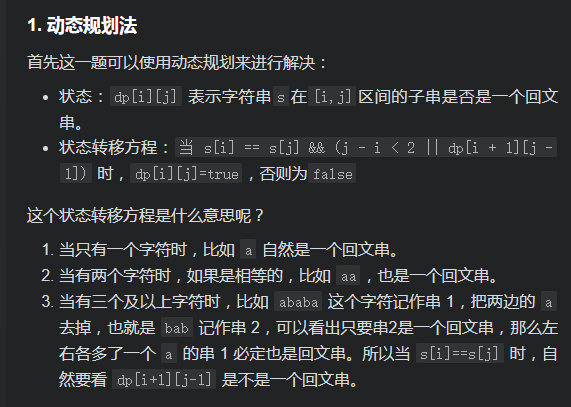 1. 动态规划法
首先这一题可以使用动态规划来进行解决：
• 状态：dp[i][j] 表示字符串s在[i,j]区间的子串是否是一个回文
串。
• 状态转移方程：当 s[i] == s[j] && (j - i < 2 || dp[i + 1][j -
1]) 时，dp[i][j]=true，否则为false
这个状态转移方程是什么意思呢？
1. 当只有一个字符时，比如 a 自然是一个回文串。
2. 当有两个字符时，如果是相等的，比如 aa，也是一个回文串。
3. 当有三个及以上字符时，比如 ababa 这个字符记作串 1，把两边的 a
去掉，也就是 bab 记作串 2，可以看出只要串2是一个回文串，那么左
右各多了一个 a 的串 1 必定也是回文串。所以当 s[i]==s[j] 时，自
然要看 dp[i+1][j-1] 是不是一个回文串。